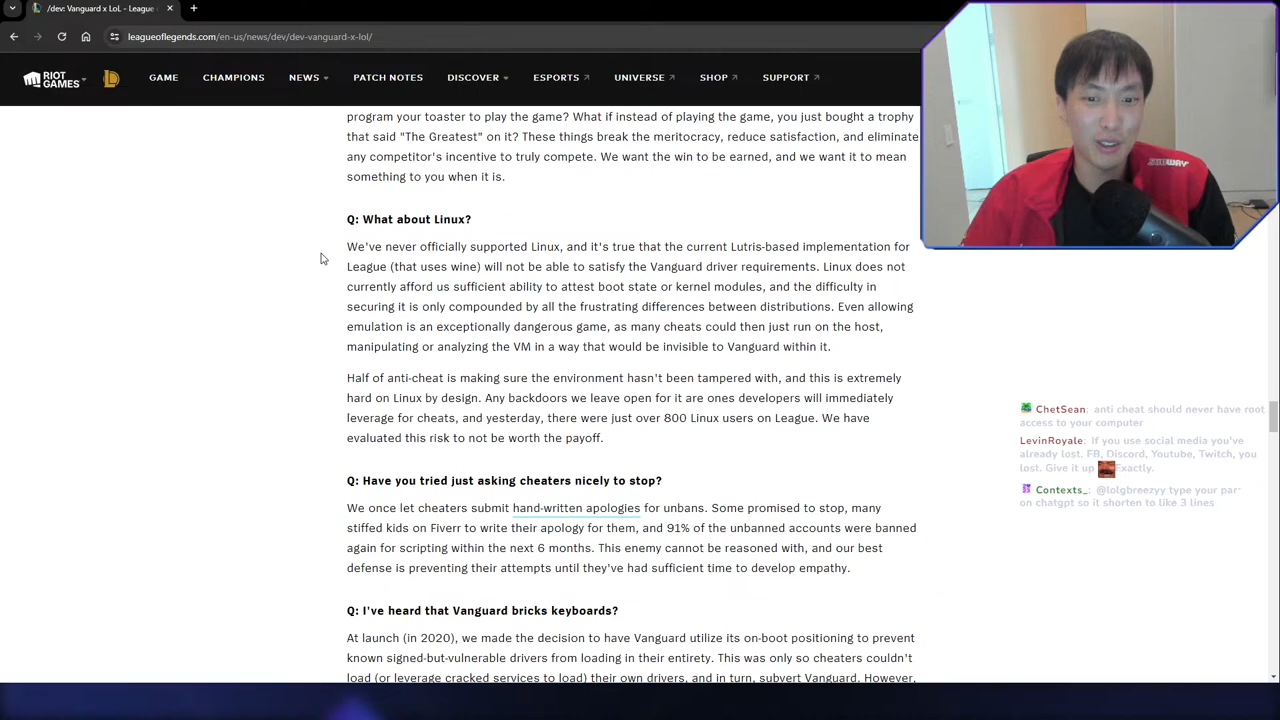 /dev: Vanguard x LoL - League
leagueoflegends.com/en-us/news/dev/dev-vanguard-x-lol/
RIOT GAMES
GAME CHAMPIONS NEWS PATCH NOTES DISCOVER ESPORTS UNIVERSE SHOP SUPPORT
program your toaster to play the game? What if instead of playing the game, you just bought a trophy
that said "The Greatest" on it? These things break the meritocracy, reduce satisfaction, and eliminate
any competitor's incentive to truly compete. We want the win to be earned, and we want it to mean
something to you when it is.
Q: What about Linux?
We've never officially supported Linux, and it's true that the current Lutris-based implementation for
League (that uses wine) will not be able to satisfy the Vanguard driver requirements. Linux does not
currently afford us sufficient ability to attest boot state or kernel modules, and the difficulty in
securing it is only compounded by all the frustrating differences between distributions. Even allowing
emulation is an exceptionally dangerous game, as many cheats could then just run on the host,
manipulating or analyzing the VM in a way that would be invisible to Vanguard within it.
Half of anti-cheat is making sure the environment hasn't been tampered with, and this is extremely
hard on Linux by design. Any backdoors we leave open for it are ones developers will immediately
leverage for cheats, and yesterday, there were just over 800 Linux users on League. We have
evaluated this risk to not be worth the payoff.
Q: Have you tried just asking cheaters nicely to stop?
We once let cheaters submit hand-written apologies for unbans. Some promised to stop, many
stiffed kids on Fiverr to write their apology for them, and 91% of the unbanned accounts were banned
again for scripting within the next 6 months. This enemy cannot be reasoned with, and our best
defense is preventing their attempts until they've had sufficient time to develop empathy.
Q: I've heard that Vanguard bricks keyboards?
At launch (in 2020), we made the decision to have Vanguard utilize its on-boot positioning to prevent
known signed-but-vulnerable drivers from loading in their entirety. This was only so cheaters couldn't
load (or leverage cracked services to load) their own drivers, and in turn, subvert Vanguard. However,
SUBWAY
ChetSean: anti cheat should never have root
access to your computer
LevinRoyale: If you use social media you've
already lost. FB, Discord, Youtube, Twitch, you
lost. Give it up Exactly.
Contexts_: @lolgbreezyy type your par
on chatgpt so it shorten to like 3 lines